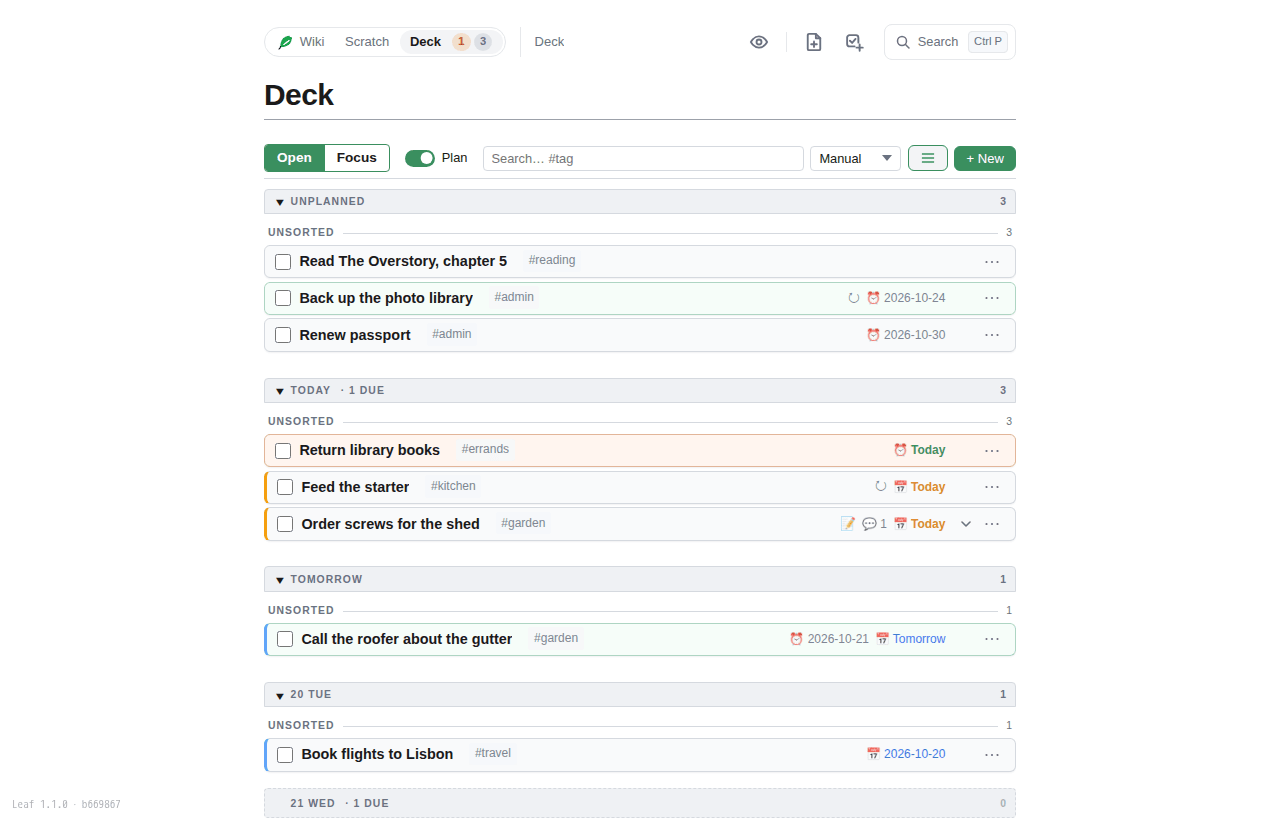 Wiki Scratch Deck 1 3 Deck Search Ctrl P
Deck
Open Focus Plan Search… #tag Manual + New
▼ UNPLANNED 3
UNSORTED 3
Read The Overstory, chapter 5 #reading ···
Back up the photo library #admin ⏰ 2026-10-24 ···
Renew passport #admin ⏰ 2026-10-30 ···
▼ TODAY · 1 DUE 3
UNSORTED 3
Return library books #errands ⏰ Today ···
Feed the starter #kitchen 📅 Today ···
Order screws for the shed #garden 📝 💬 1 📅 Today ···
▼ TOMORROW 1
UNSORTED 1
Call the roofer about the gutter #garden ⏰ 2026-10-21 📅 Tomorrow ···
▼ 20 TUE 1
UNSORTED 1
Book flights to Lisbon #travel 📅 2026-10-20 ···
21 WED · 1 DUE 0
Leaf 1.1.0 · b669867